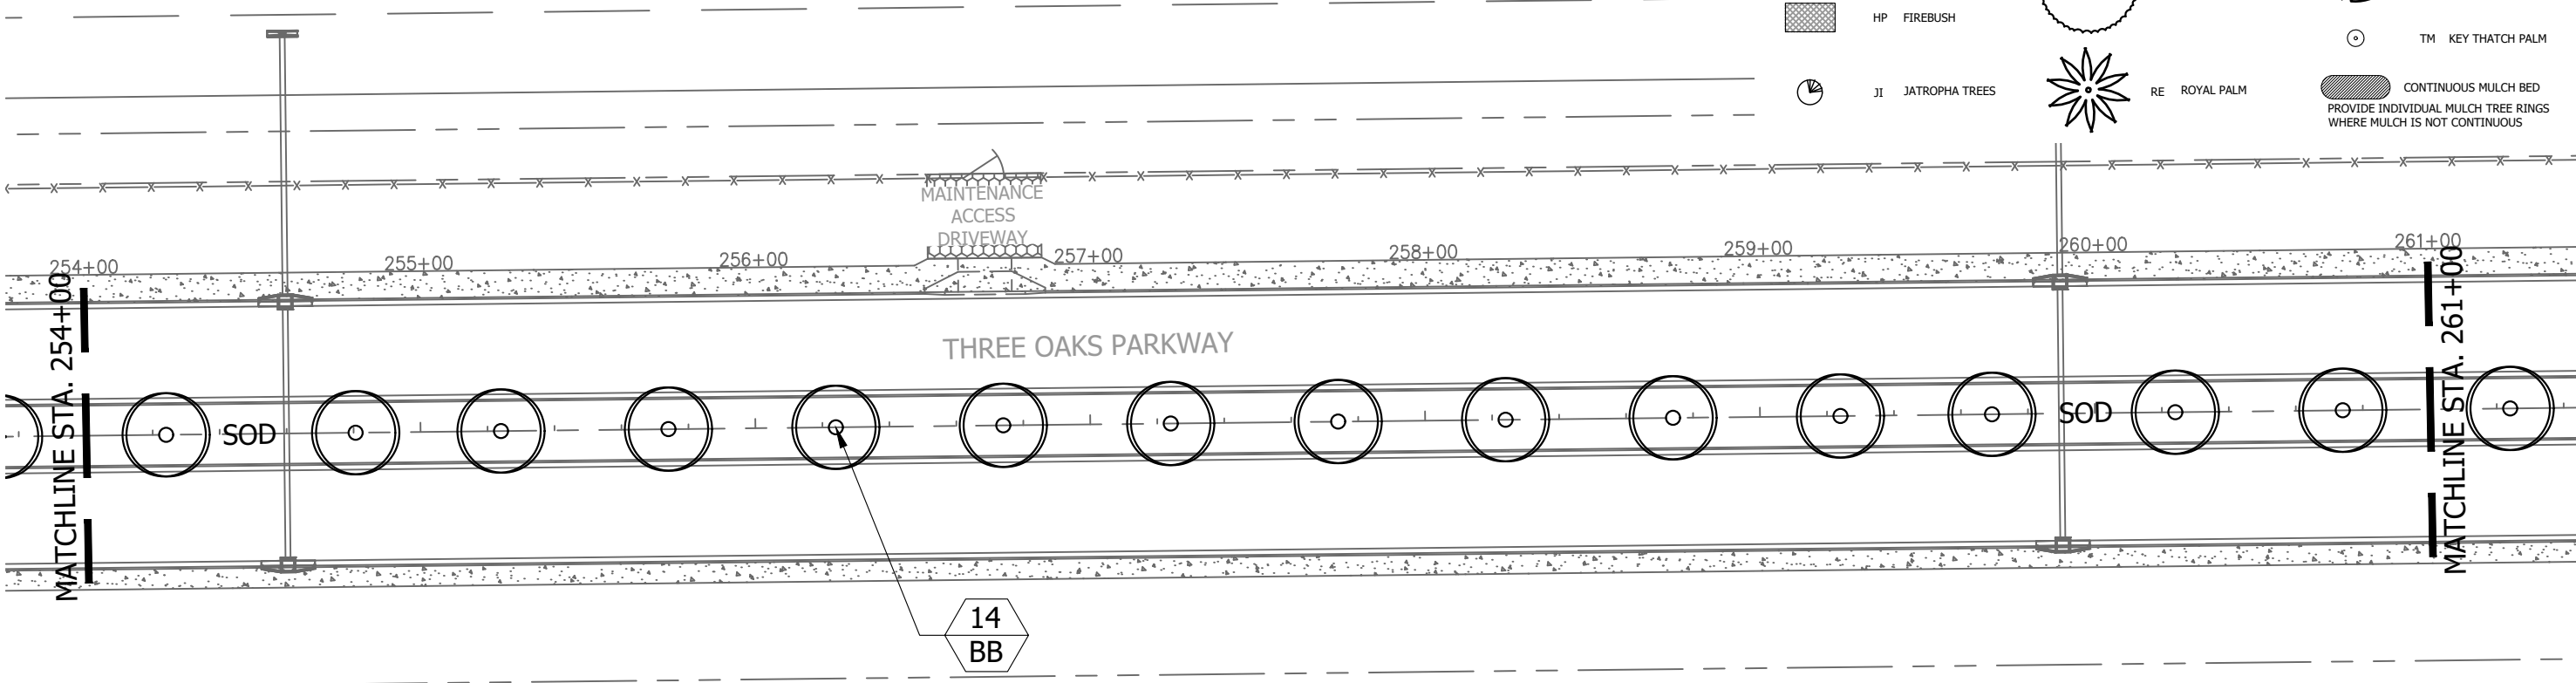 HP FIREBUSH
TM KEY THATCH PALM
JI JATROPHA TREES
RE ROYAL PALM
CONTINUOUS MULCH BED
PROVIDE INDIVIDUAL MULCH TREE RINGS
WHERE MULCH IS NOT CONTINUOUS
MAINTENANCE
ACCESS
DRIVEWAY
254+00
255+00
256+00
257+00
258+00
259+00
260+00
261+00
MATCHLINE STA. 254+00
THREE OAKS PARKWAY
SOD
SOD
MATCHLINE STA. 261+00
14
BB